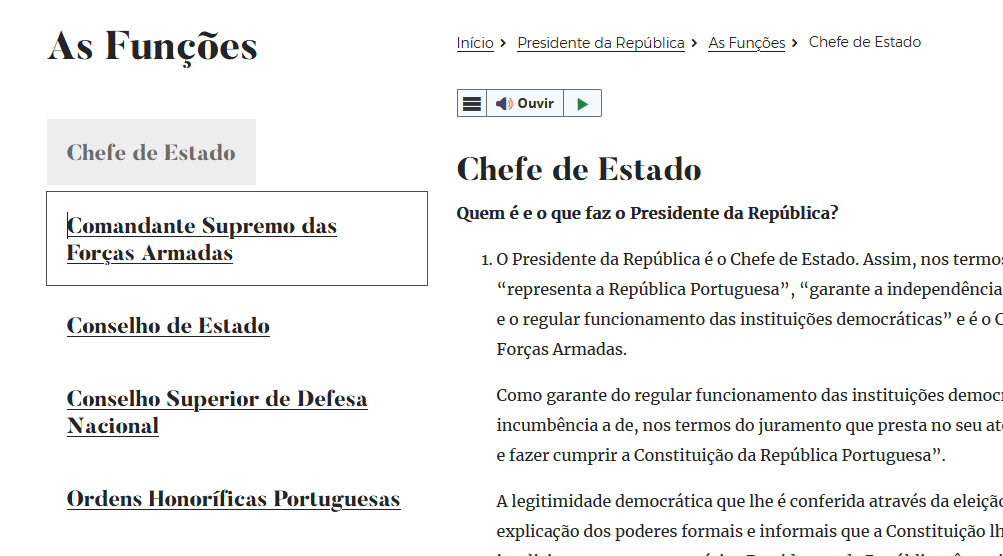 As Funções
Chefe de Estado
Comandante Supremo das
Forças Armadas
Conselho de Estado
Conselho Superior de Defesa
Nacional
Ordens Honoríficas Portuguesas
Início > Presidente da República > As Funções > Chefe de Estado
Ouvir
Chefe de Estado
Quem é e o que faz o Presidente da República?
1. O Presidente da República é o Chefe de Estado. Assim, nos termos
“representa a República Portuguesa”, “garante a independência
e o regular funcionamento das instituições democráticas” e é o C
Forças Armadas.
Como garante do regular funcionamento das instituições democr
incumbência a de, nos termos do juramento que presta no seu at
e fazer cumprir a Constituição da República Portuguesa”.
A legitimidade democrática que lhe é conferida através da eleiçã
explicação dos poderes formais e informais que a Constituição lh